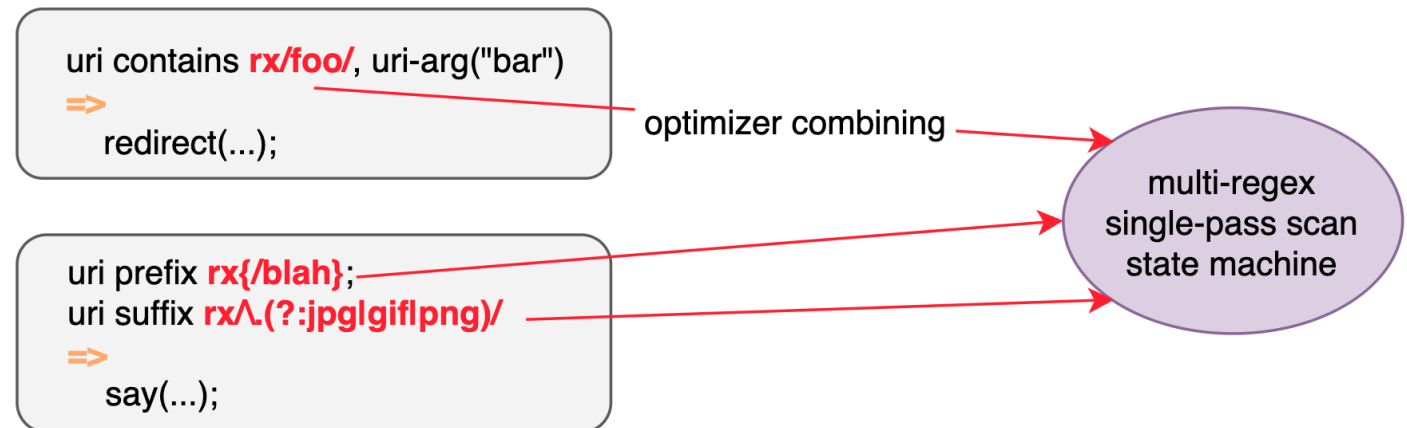 uri contains rx/foo/, uri-arg("bar")
=>
redirect(...);
optimizer combining
uri prefix rx{/blah};
uri suffix rx/\.(?:jpg|gif|png)/
=>
say(...);
multi-regex
single-pass scan
state machine